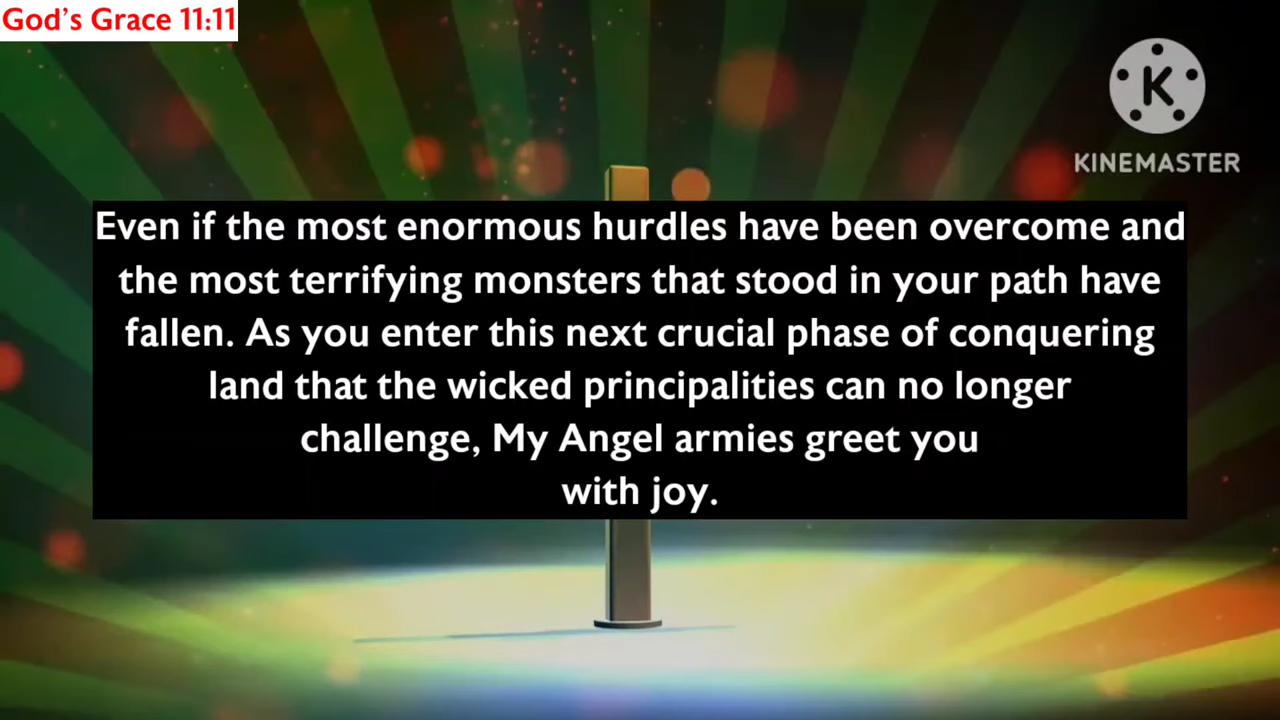 God's Grace 11:11
K
KINEMASTER
Even if the most enormous hurdles have been overcome and
the most terrifying monsters that stood in your path have
fallen. As you enter this next crucial phase of conquering
land that the wicked principalities can no longer
challenge, My Angel armies greet you
with joy.